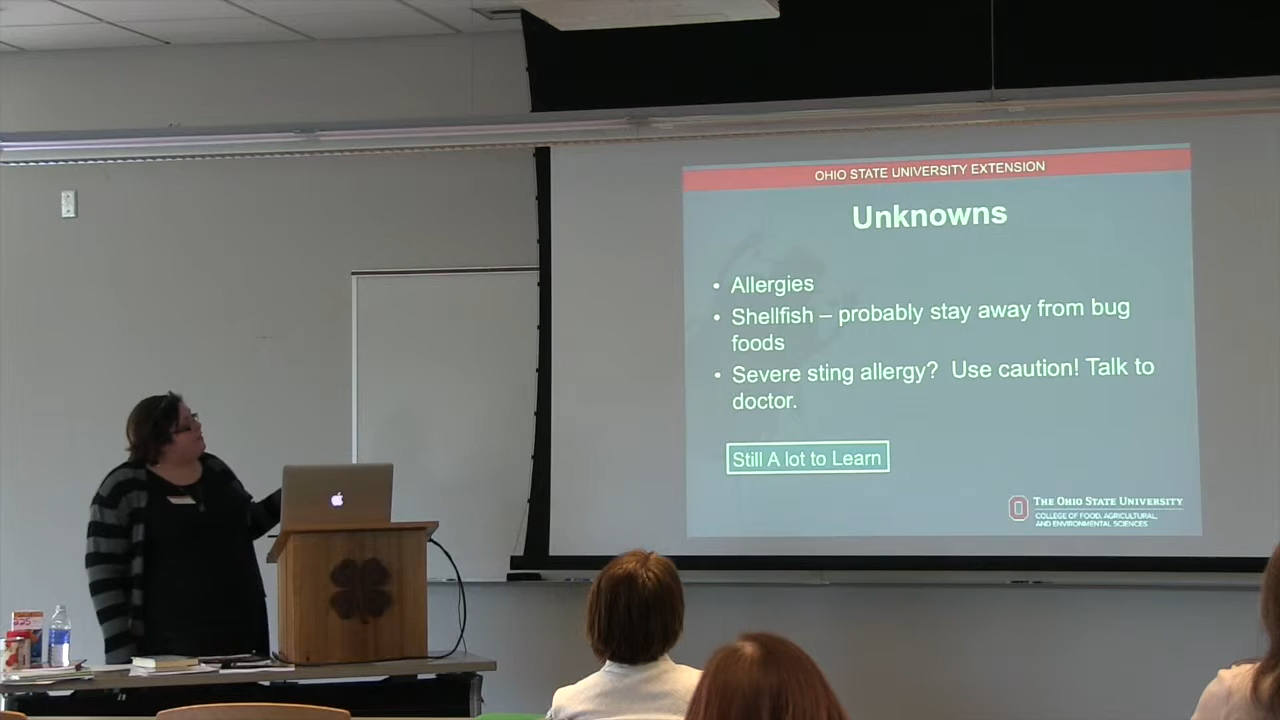 OHIO STATE UNIVERSITY EXTENSION
Unknowns
• Allergies
• Shellfish – probably stay away from bug
foods
• Severe sting allergy?  Use caution! Talk to
doctor.
Still A lot to Learn
THE OHIO STATE UNIVERSITY
COLLEGE OF FOOD, AGRICULTURAL,
AND ENVIRONMENTAL SCIENCES